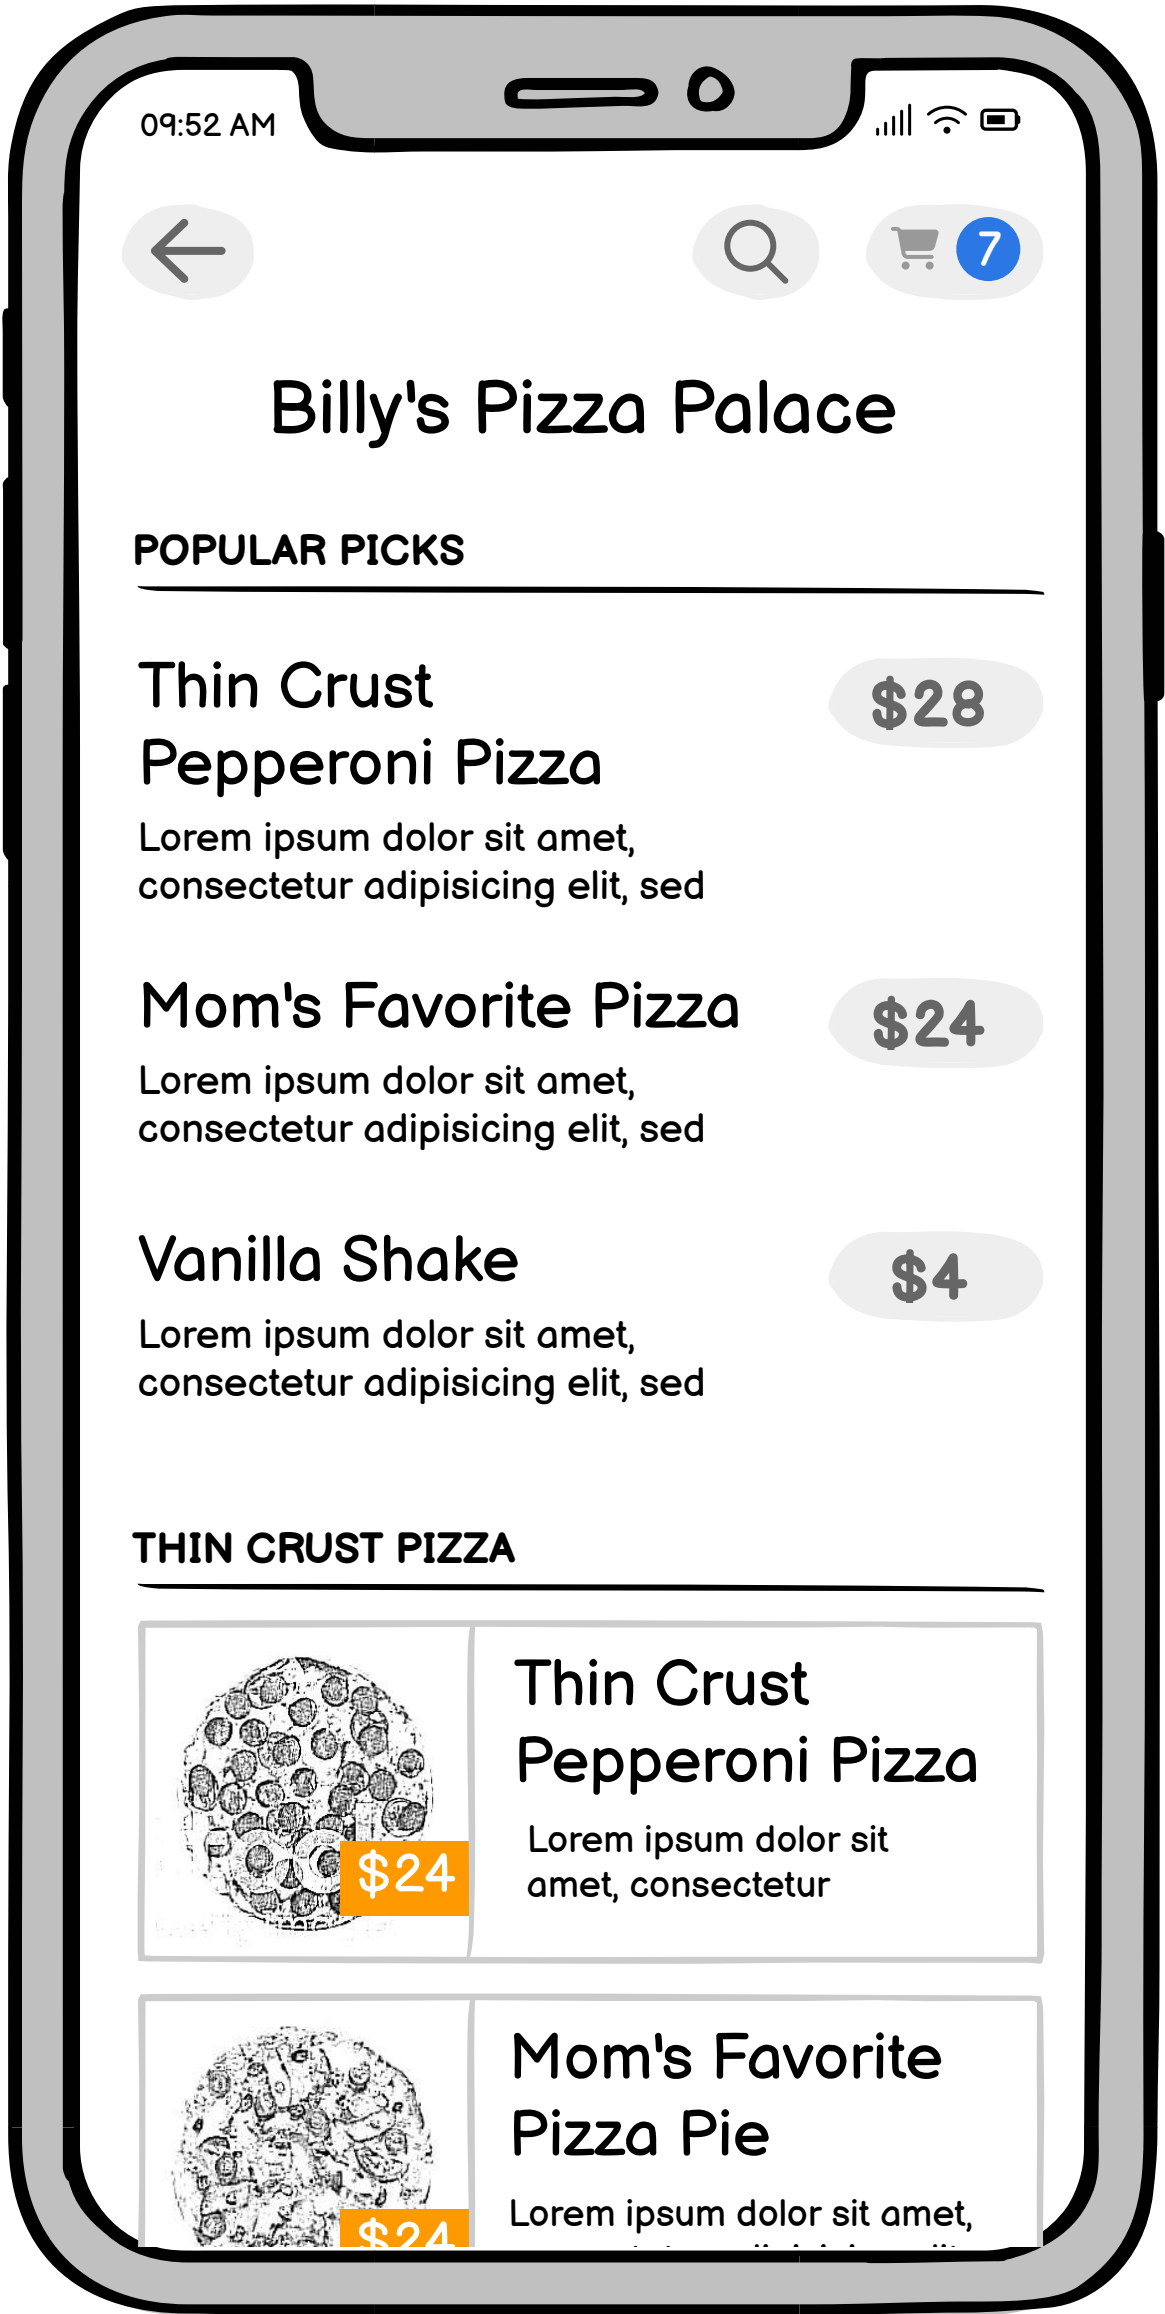 09:52 AM
7
Billy's Pizza Palace
POPULAR PICKS
Thin Crust
Pepperoni Pizza
$28
Lorem ipsum dolor sit amet,
consectetur adipisicing elit, sed
Mom's Favorite Pizza
$24
Lorem ipsum dolor sit amet,
consectetur adipisicing elit, sed
Vanilla Shake
$4
Lorem ipsum dolor sit amet,
consectetur adipisicing elit, sed
THIN CRUST PIZZA
Thin Crust
Pepperoni Pizza
Lorem ipsum dolor sit
amet, consectetur
$24
Mom's Favorite
Pizza Pie
Lorem ipsum dolor sit amet,
$24